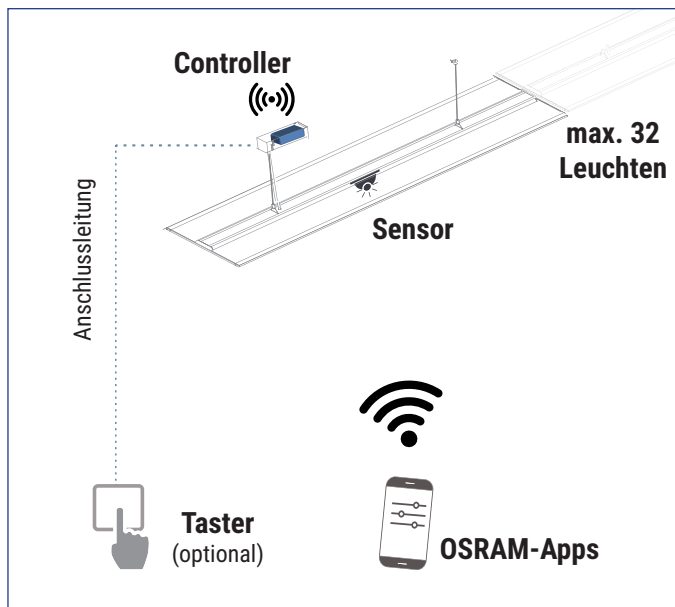 Controller
max. 32
Leuchten
Sensor
Anschlussleitung
Taster
(optional)
OSRAM-Apps